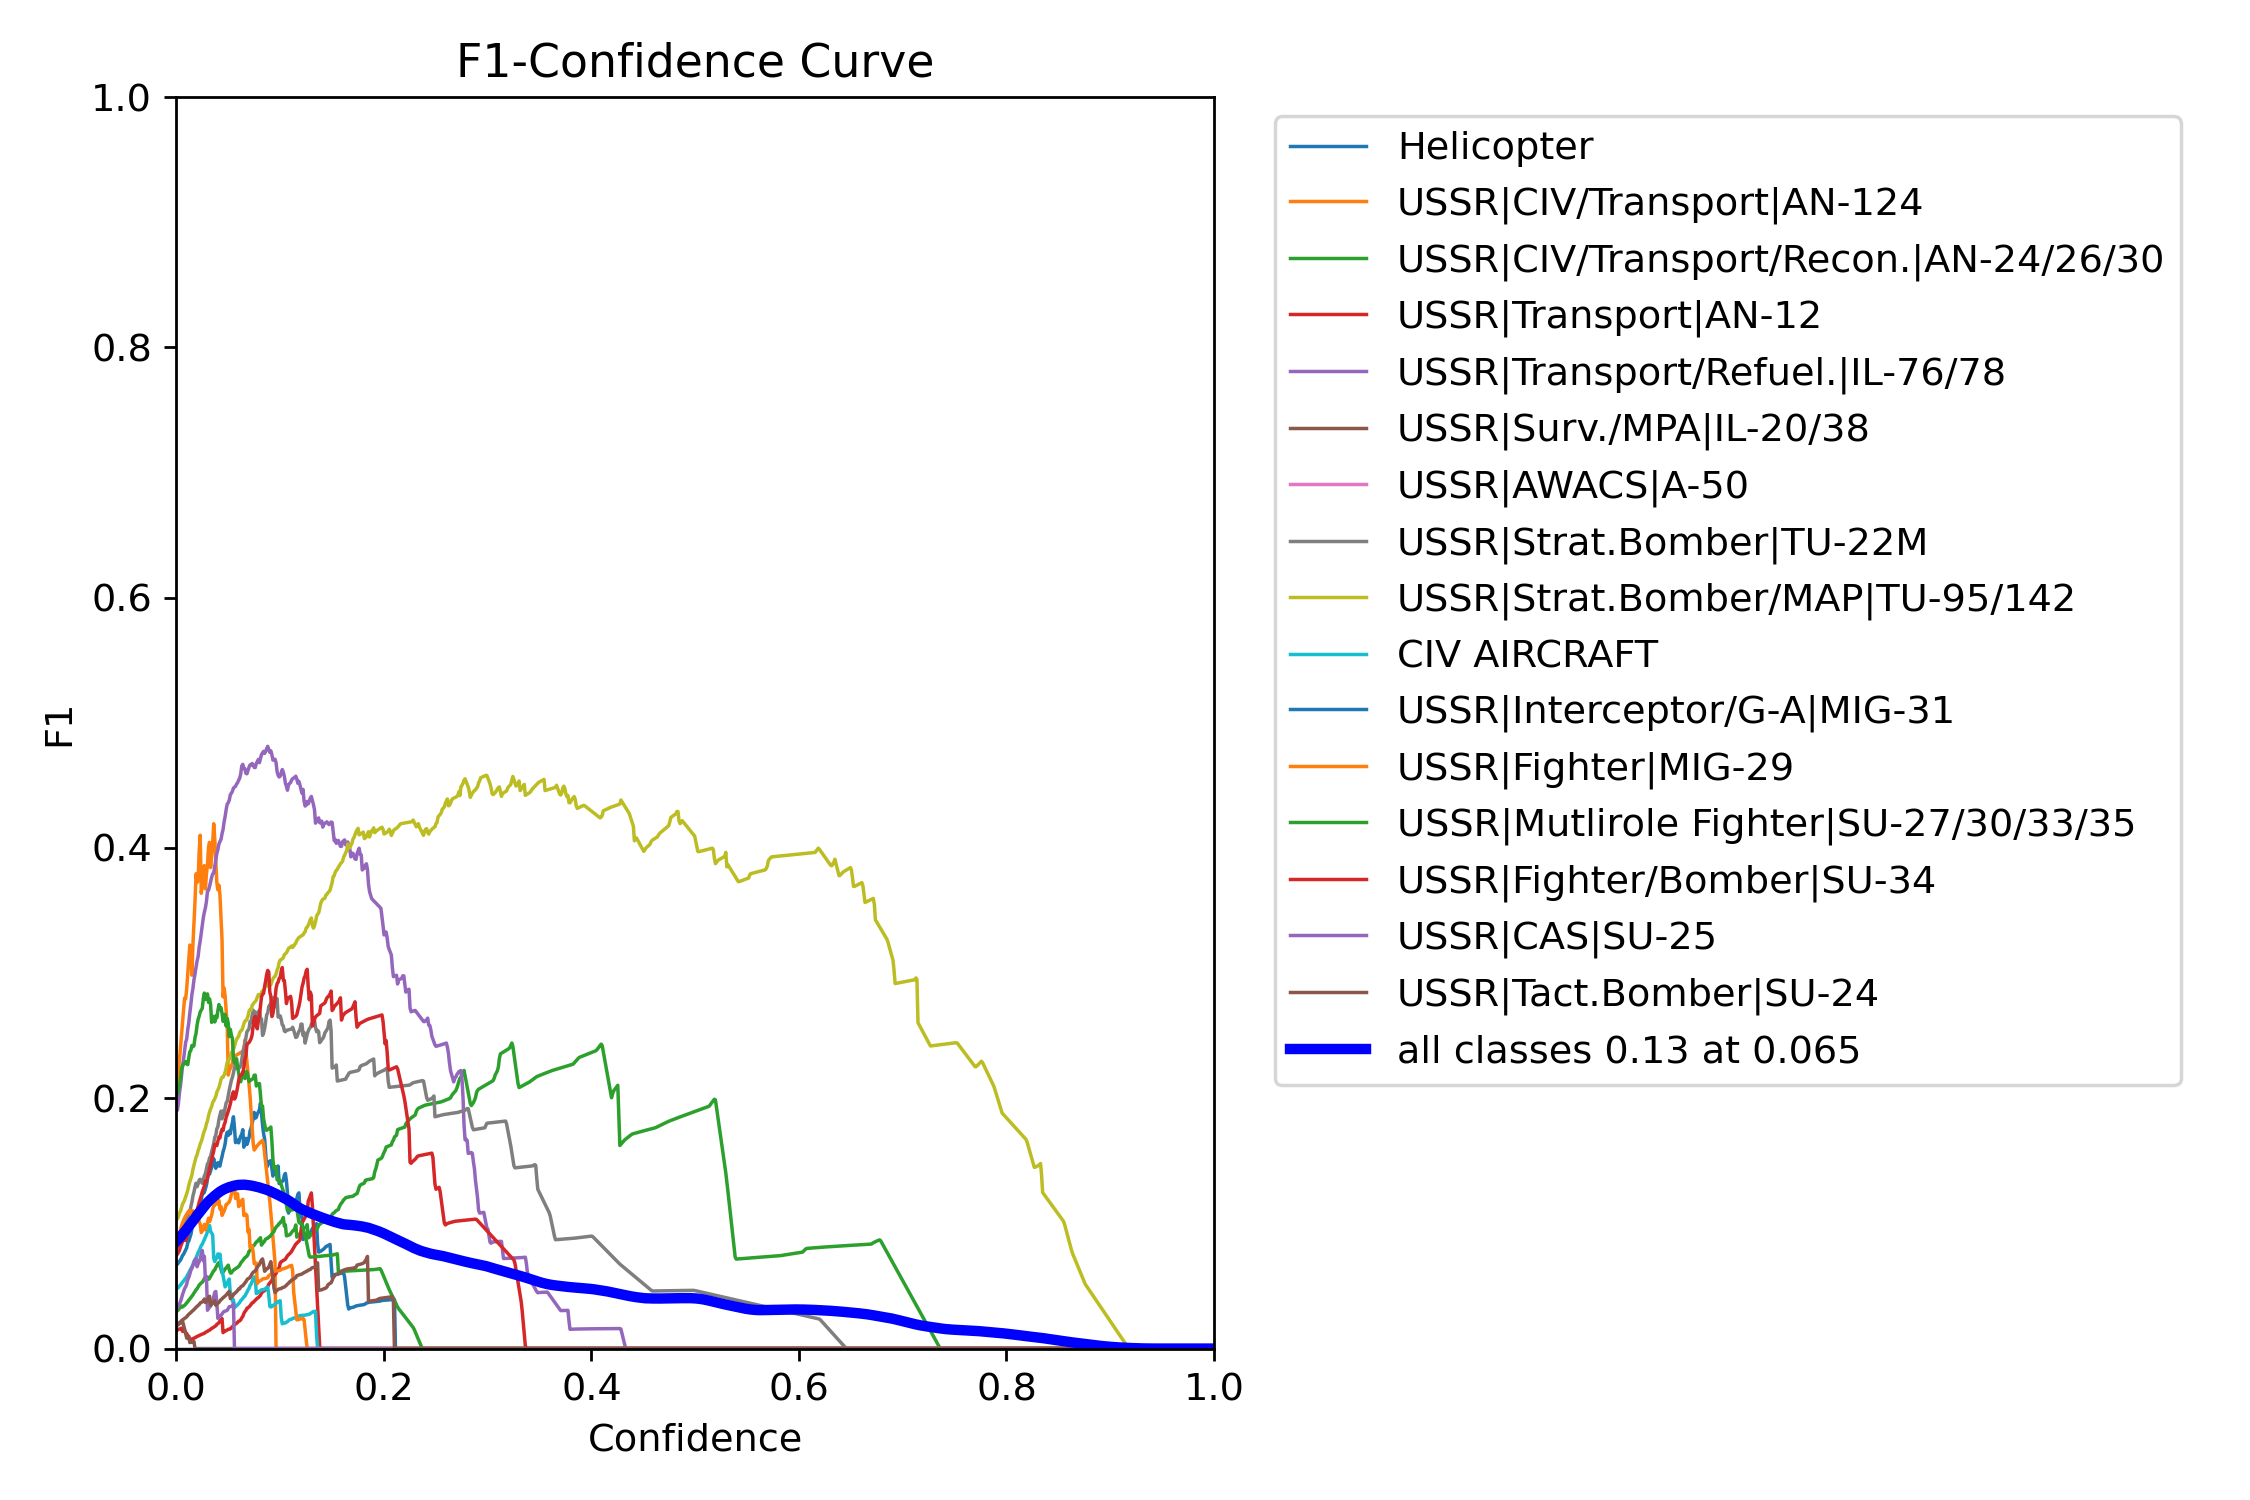 F1-Confidence Curve
1.0
0.8
0.6
0.4
0.2
0.0
F1
0.0 0.2 0.4 0.6 0.8 1.0
Confidence
Helicopter
USSR|CIV/Transport|AN-124
USSR|CIV/Transport/Recon.|AN-24/26/30
USSR|Transport|AN-12
USSR|Transport/Refuel.|IL-76/78
USSR|Surv./MPA|IL-20/38
USSR|AWACS|A-50
USSR|Strat.Bomber|TU-22M
USSR|Strat.Bomber/MAP|TU-95/142
CIV AIRCRAFT
USSR|Interceptor/G-A|MIG-31
USSR|Fighter|MIG-29
USSR|Mutlirole Fighter|SU-27/30/33/35
USSR|Fighter/Bomber|SU-34
USSR|CAS|SU-25
USSR|Tact.Bomber|SU-24
all classes 0.13 at 0.065